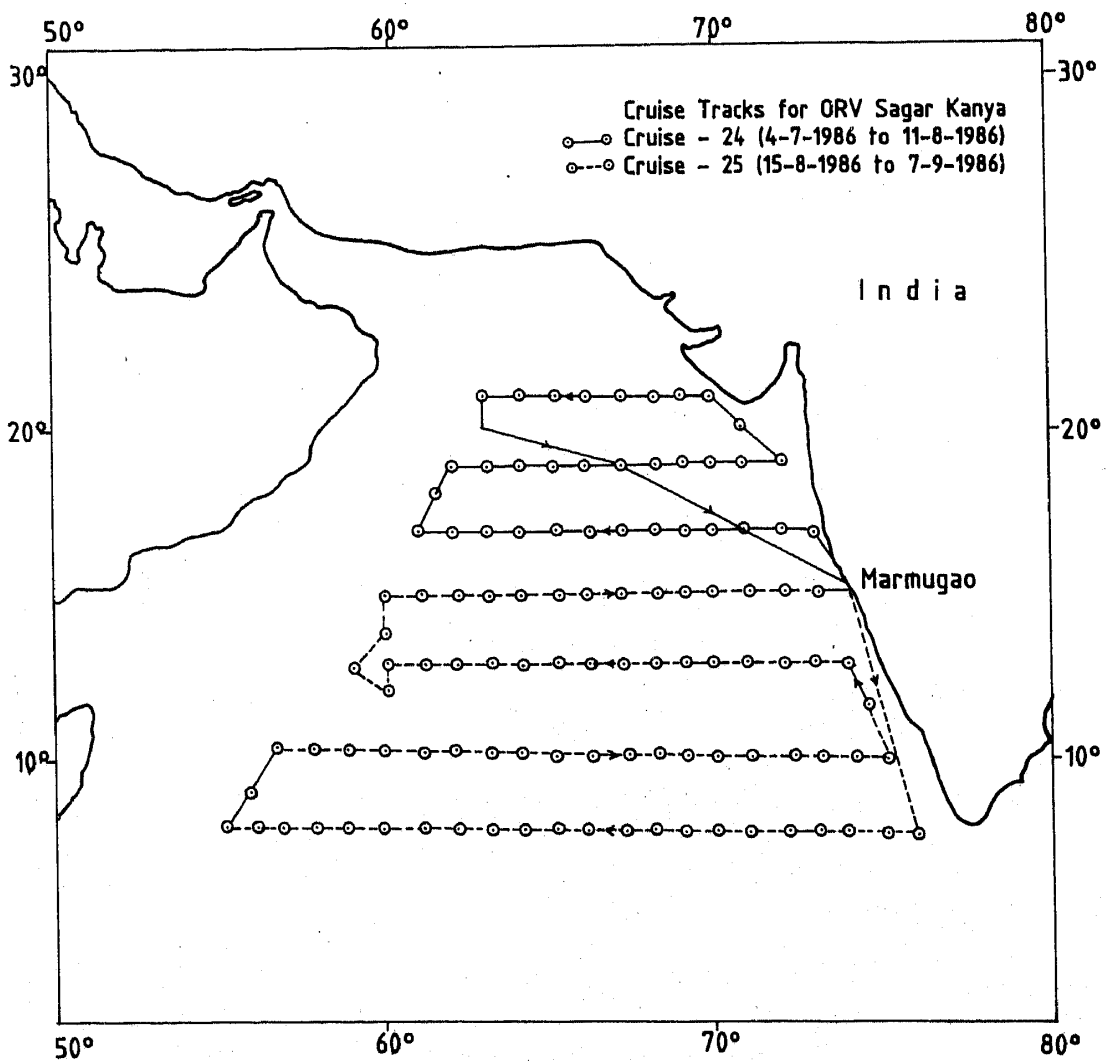 50° 60° 70° 80°
30° 30°
Cruise Tracks for ORV Sagar Kanya
Cruise - 24 (4-7-1986 to 11-8-1986)
Cruise - 25 (15-8-1986 to 7-9-1986)
India
20° 20°
Marmugao
10° 10°
50° 60° 70° 80°